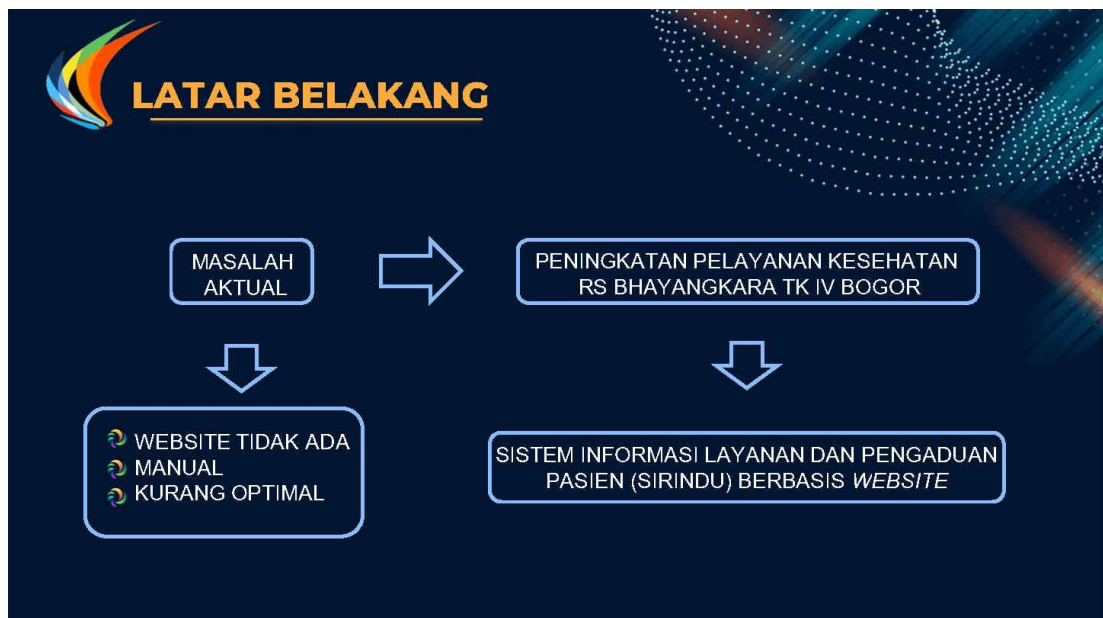 LATAR BELAKANG
MASALAH
AKTUAL
PENINGKATAN PELAYANAN KESEHATAN
RS BHAYANGKARA TK IV BOGOR
WEBSITE TIDAK ADA
MANUAL
KURANG OPTIMAL
SISTEM INFORMASI LAYANAN DAN PENGADUAN
PASIEN (SIRINDU) BERBASIS WEBSITE